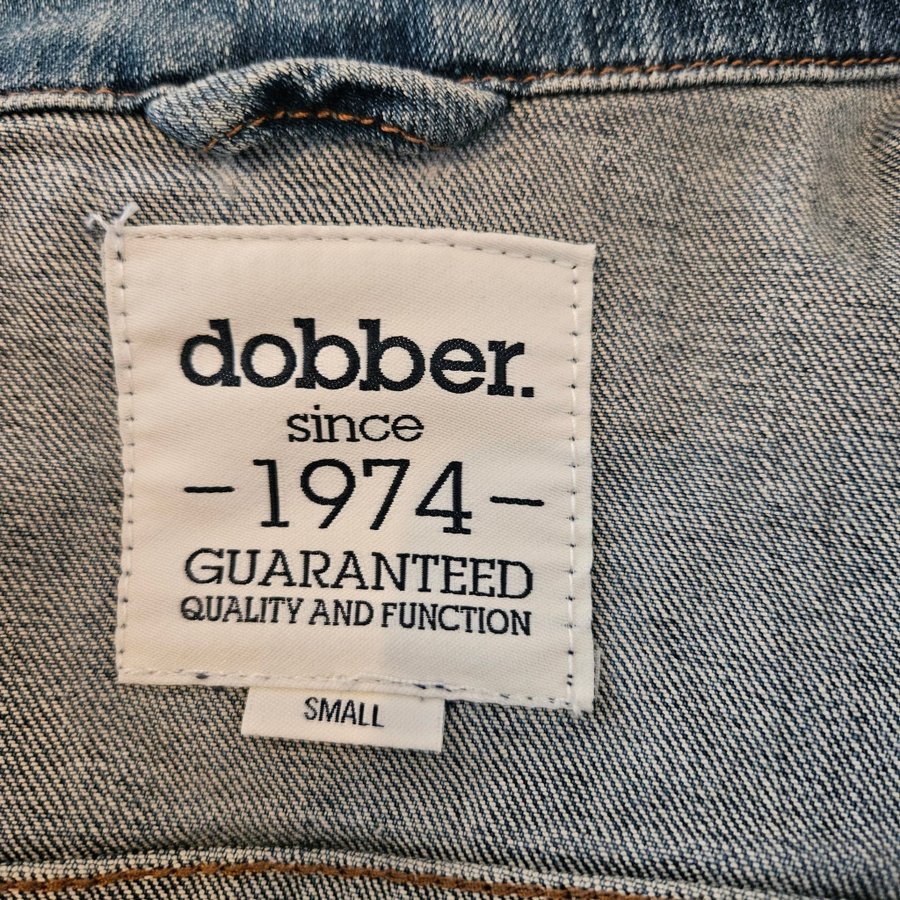 dobber.
since
-1974-
GUARANTEED
QUALITY AND FUNCTION
SMALL